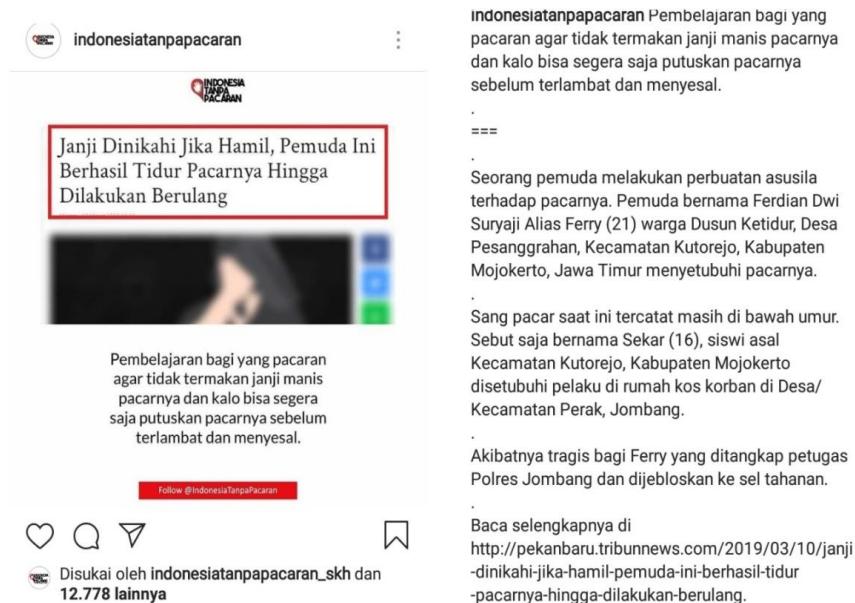 indonesiatanpapacaran
INDONESIA
TANPA
PACARAN
Janji Dinikahi Jika Hamil, Pemuda Ini
Berhasil Tidur Pacarnya Hingga
Dilakukan Berulang
Pembelajaran bagi yang pacaran
agar tidak termakan janji manis
pacarnya dan kalo bisa segera
saja putuskan pacarnya sebelum
terlambat dan menyesal.
Follow @IndonesiaTanpaPacaran
Disukai oleh indonesiatanpapacaran_skh dan
12.778 lainnya
indonesiatanpapacaran Pembelajaran bagi yang
pacaran agar tidak termakan janji manis pacarnya
dan kalo bisa segera saja putuskan pacarnya
sebelum terlambat dan menyesal.
.
===
.
Seorang pemuda melakukan perbuatan asusila
terhadap pacarnya. Pemuda bernama Ferdian Dwi
Suryaji Alias Ferry (21) warga Dusun Ketidur, Desa
Pesanggrahan, Kecamatan Kutorejo, Kabupaten
Mojokerto, Jawa Timur menyetubuhi pacarnya.
.
Sang pacar saat ini tercatat masih di bawah umur.
Sebut saja bernama Sekar (16), siswi asal
Kecamatan Kutorejo, Kabupaten Mojokerto
disetubuhi pelaku di rumah kos korban di Desa/
Kecamatan Perak, Jombang.
.
Akibatnya tragis bagi Ferry yang ditangkap petugas
Polres Jombang dan dijebloskan ke sel tahanan.
.
Baca selengkapnya di
http://pekanbaru.tribunnews.com/2019/03/10/janji
-dinikahi-jika-hamil-pemuda-ini-berhasil-tidur
-pacarnya-hingga-dilakukan-berulang.